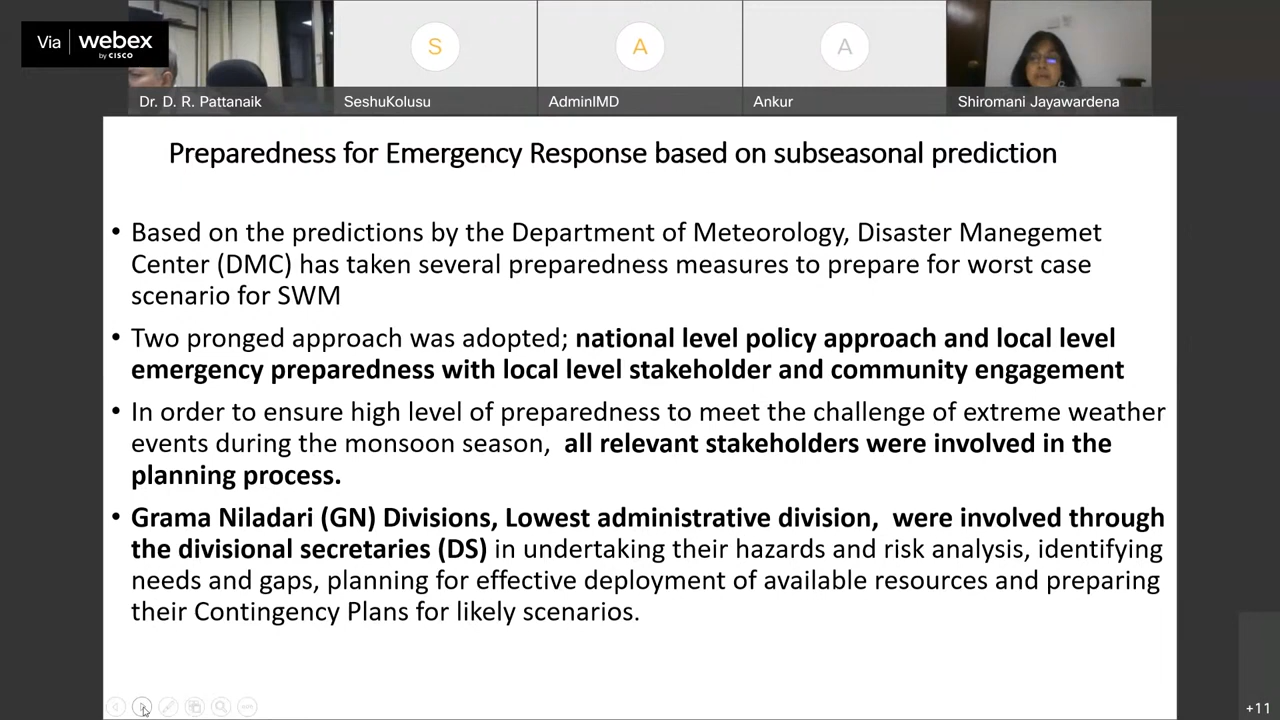 Via webex
by CISCO
S
A
A
Dr. D. R. Pattanaik
SeshuKolusu
AdminIMD
Ankur
Shiromani Jayawardena
Preparedness for Emergency Response based on subseasonal prediction
• Based on the predictions by the Department of Meteorology, Disaster Manegemet
Center (DMC) has taken several preparedness measures to prepare for worst case
scenario for SWM
• Two pronged approach was adopted; national level policy approach and local level
emergency preparedness with local level stakeholder and community engagement
• In order to ensure high level of preparedness to meet the challenge of extreme weather
events during the monsoon season, all relevant stakeholders were involved in the
planning process.
• Grama Niladari (GN) Divisions, Lowest administrative division, were involved through
the divisional secretaries (DS) in undertaking their hazards and risk analysis, identifying
needs and gaps, planning for effective deployment of available resources and preparing
their Contingency Plans for likely scenarios.
+11